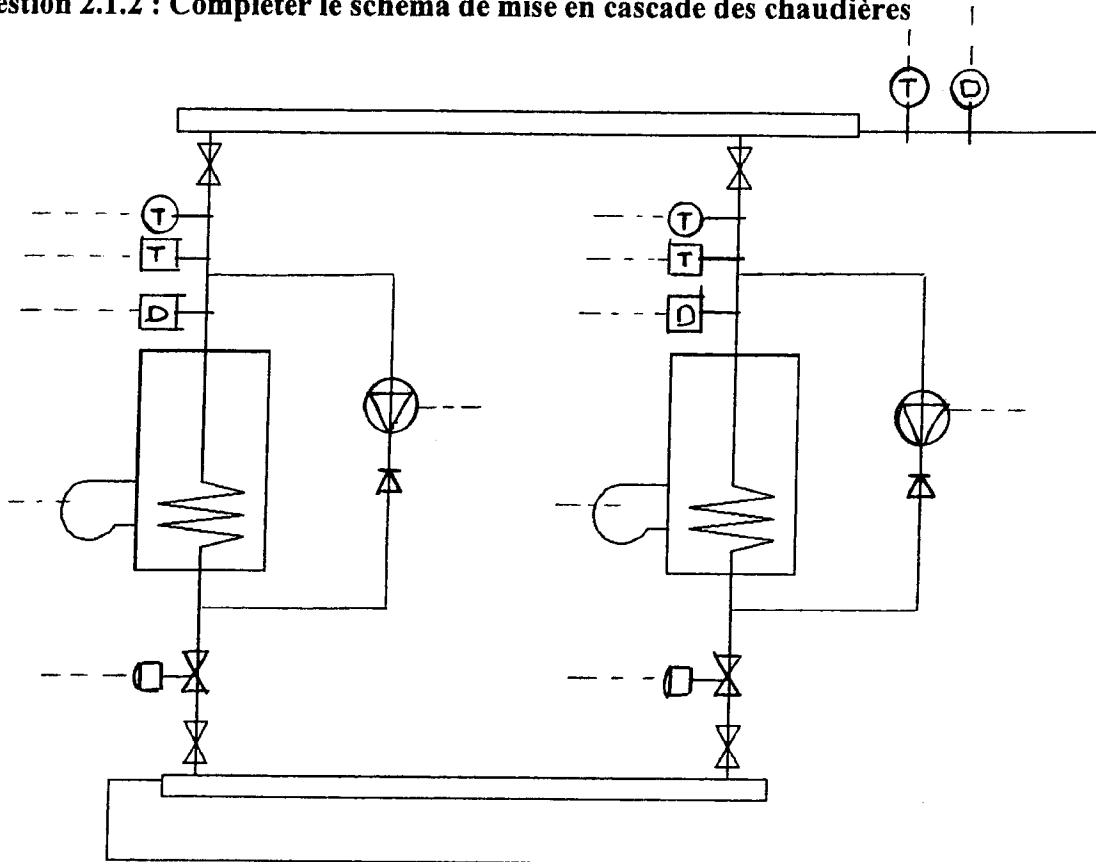 estion 2.1.2 : Compléter le schéma de mise en cascade des chaudières
T D
T T
T T
D D